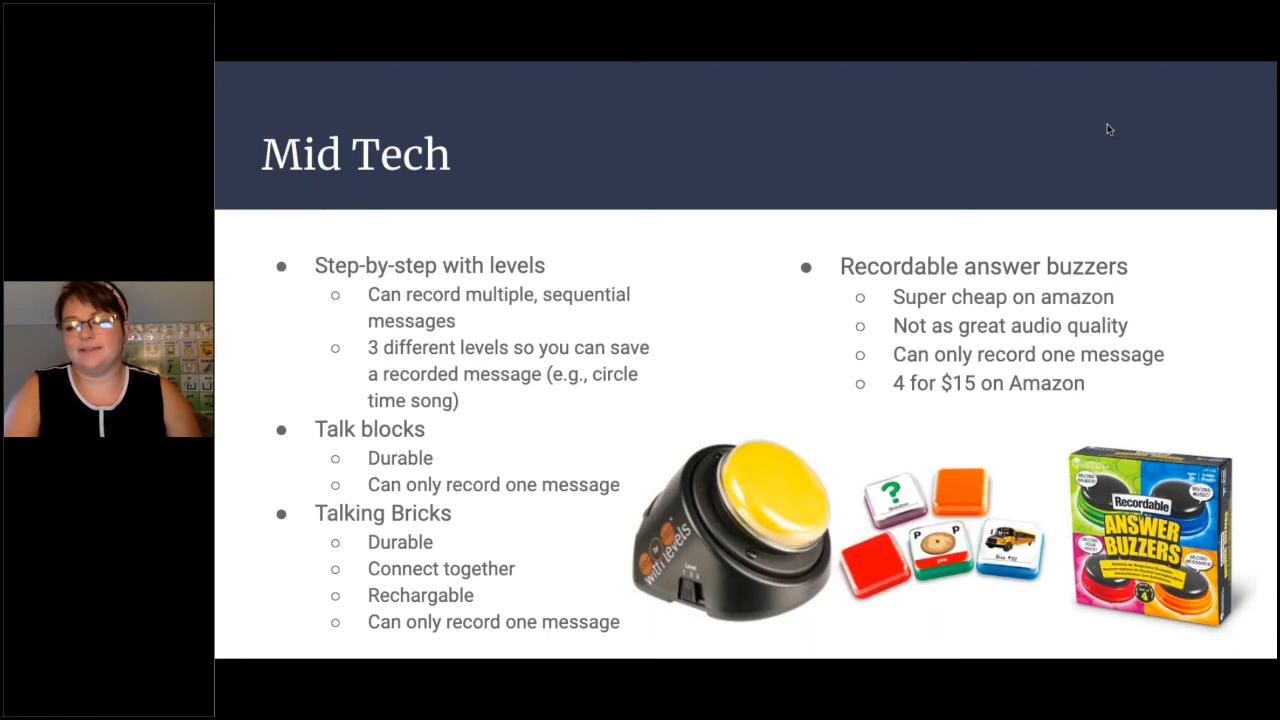 Mid Tech
Step-by-step with levels
Can record multiple, sequential
messages
3 different levels so you can save
a recorded message (e.g., circle
time song)
Talk blocks
Durable
Can only record one message
Talking Bricks
Durable
Connect together
Rechargable
Can only record one message
Recordable answer buzzers
Super cheap on amazon
Not as great audio quality
Can only record one message
4 for $15 on Amazon
with levels
Level
?
Question
P P
Recordable
ANSWER
BUZZERS
4